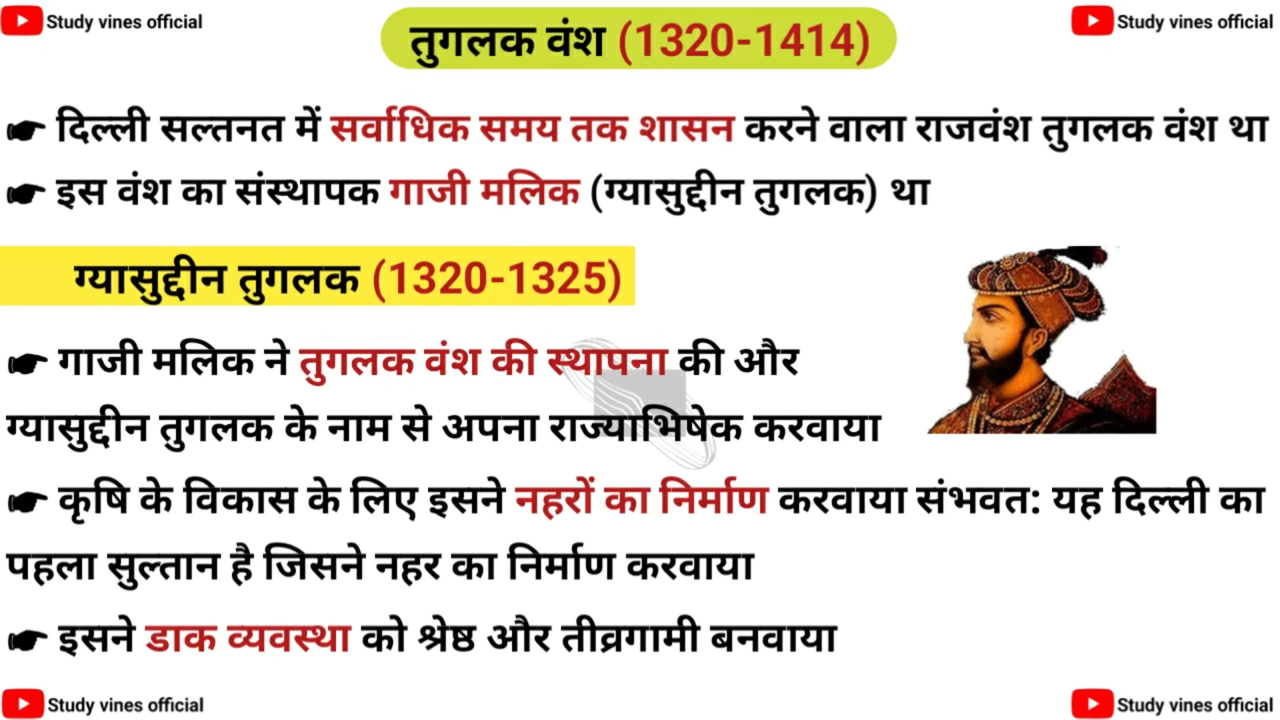 Study vines official
Study vines official
तुगलक वंश (1320-1414)
☛ दिल्ली सल्तनत में सर्वाधिक समय तक शासन करने वाला राजवंश तुगलक वंश था
☛ इस वंश का संस्थापक गाजी मलिक (ग्यासुद्दीन तुगलक) था
ग्यासुद्दीन तुगलक (1320-1325)
☛ गाजी मलिक ने तुगलक वंश की स्थापना की और
ग्यासुद्दीन तुगलक के नाम से अपना राज्याभिषेक करवाया
☛ कृषि के विकास के लिए इसने नहरों का निर्माण करवाया संभवत: यह दिल्ली का
पहला सुल्तान है जिसने नहर का निर्माण करवाया
☛ इसने डाक व्यवस्था को श्रेष्ठ और तीव्रगामी बनवाया
Study vines official
Study vines official